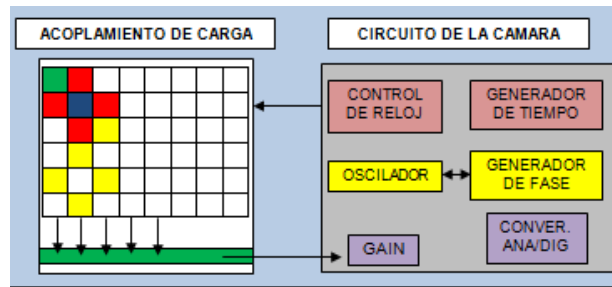 ACOPLAMIENTO DE CARGA
CIRCUITO DE LA CAMARA
CONTROL
DE RELOJ
GENERADOR
DE TIEMPO
OSCILADOR
GENERADOR
DE FASE
GAIN
CONVER.
ANA/DIG